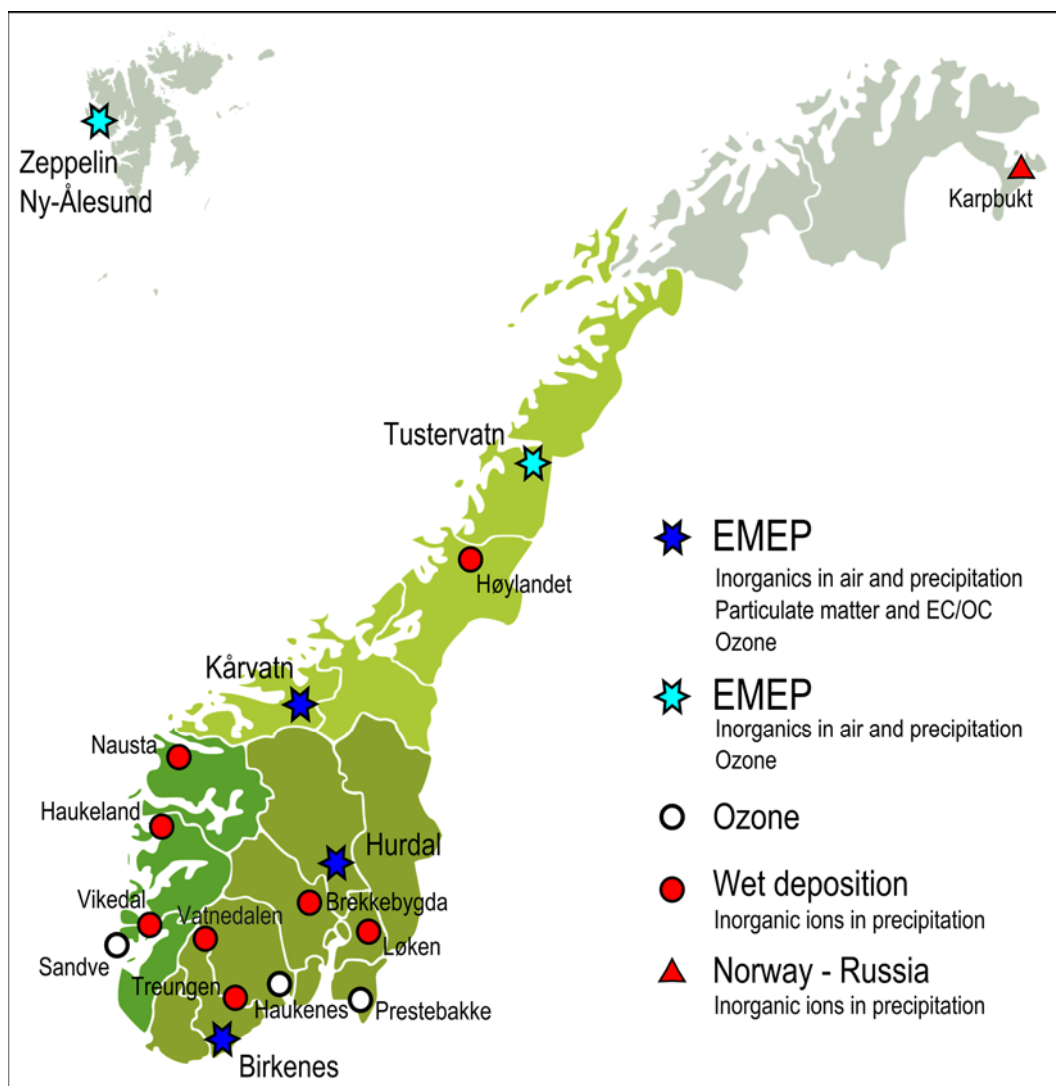 Zeppelin
Ny-Ålesund
Karpbukt
Tustervatn
Høylandet
Kårvatn
Nausta
Haukeland
Hurdal
Vikedal
Vatnedalen
Brekkebygda
Løken
Sandve
Treungen
Haukenes
Prestebakke
Birkenes
EMEP
Inorganics in air and precipitation
Particulate matter and EC/OC
Ozone
EMEP
Inorganics in air and precipitation
Ozone
Ozone
Wet deposition
Inorganic ions in precipitation
Norway - Russia
Inorganic ions in precipitation